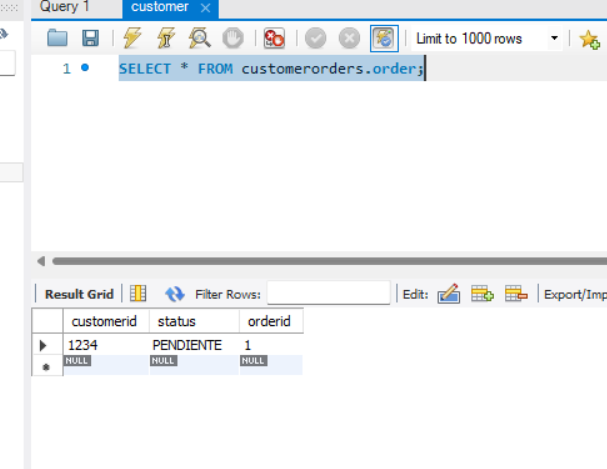 Query 1 customer
Limit to 1000 rows
1 SELECT * FROM customerorders.order;
Result Grid Filter Rows: Edit: Export/Imp
customerid status orderid
1234 PENDIENTE 1
NULL NULL NULL